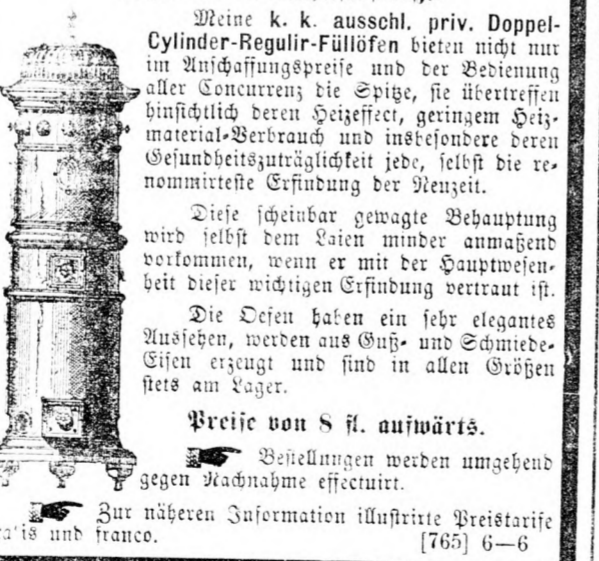 Meine k. k. ausschl. priv. Doppel-
Cylinder-Regulir-Füllöfen bieten nicht nur
im Anschaffungspreise und der Bedienung
aller Concurrenz die Spitze, sie übertreffen
hinsichtlich deren Heizeffect, geringem Heiz-
material-Verbrauch und insbesondere deren
Gesundheitszuträglichkeit jede, selbst die re-
nommirteste Erfindung der Neuzeit.
Diese scheinbar gewagte Behauptung
wird selbst dem Laien minder anmaßend
vorkommen, wenn er mit der Hauptwesen-
heit dieser wichtigen Erfindung vertraut ist.
Die Oefen haben ein sehr elegantes
Aussehen, werden aus Guß- und Schmiede-
Eisen erzeugt und sind in allen Größen
stets am Lager.
Preise von 8 fl. aufwärts.
Bestellungen werden umgehend
gegen Nachnahme effectuirt.
Zur näheren Information illustrirte Preistarife
ratis und franco. [765] 6—6